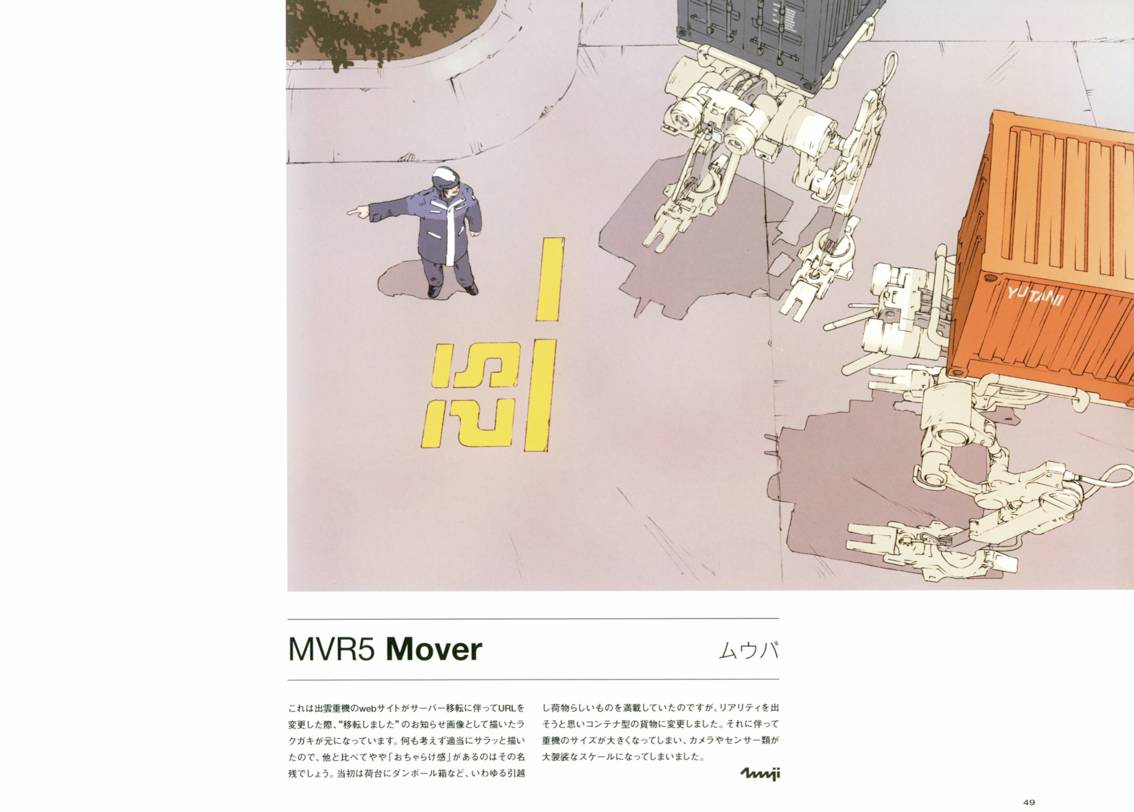 YUTANI
MVR5 Mover
ムウバ
これは出雲重機のwebサイトがサーバー移転に伴ってURLを
変更した際、“移転しました”のお知らせ画像として描いたラ
クガキが元になっています。何も考えず適当にサラッと描い
たので、他と比べてやや「おちゃらけ感」があるのはその名
残でしょう。当初は荷台にダンボール箱など、いわゆる引越
し荷物らしいものを満載していたのですが、リアリティを出
そうと思いコンテナ型の貨物に変更しました。それに伴って
重機のサイズが大きくなってしまい、カメラやセンサー類が
大袈裟なスケールになってしまいました。
49